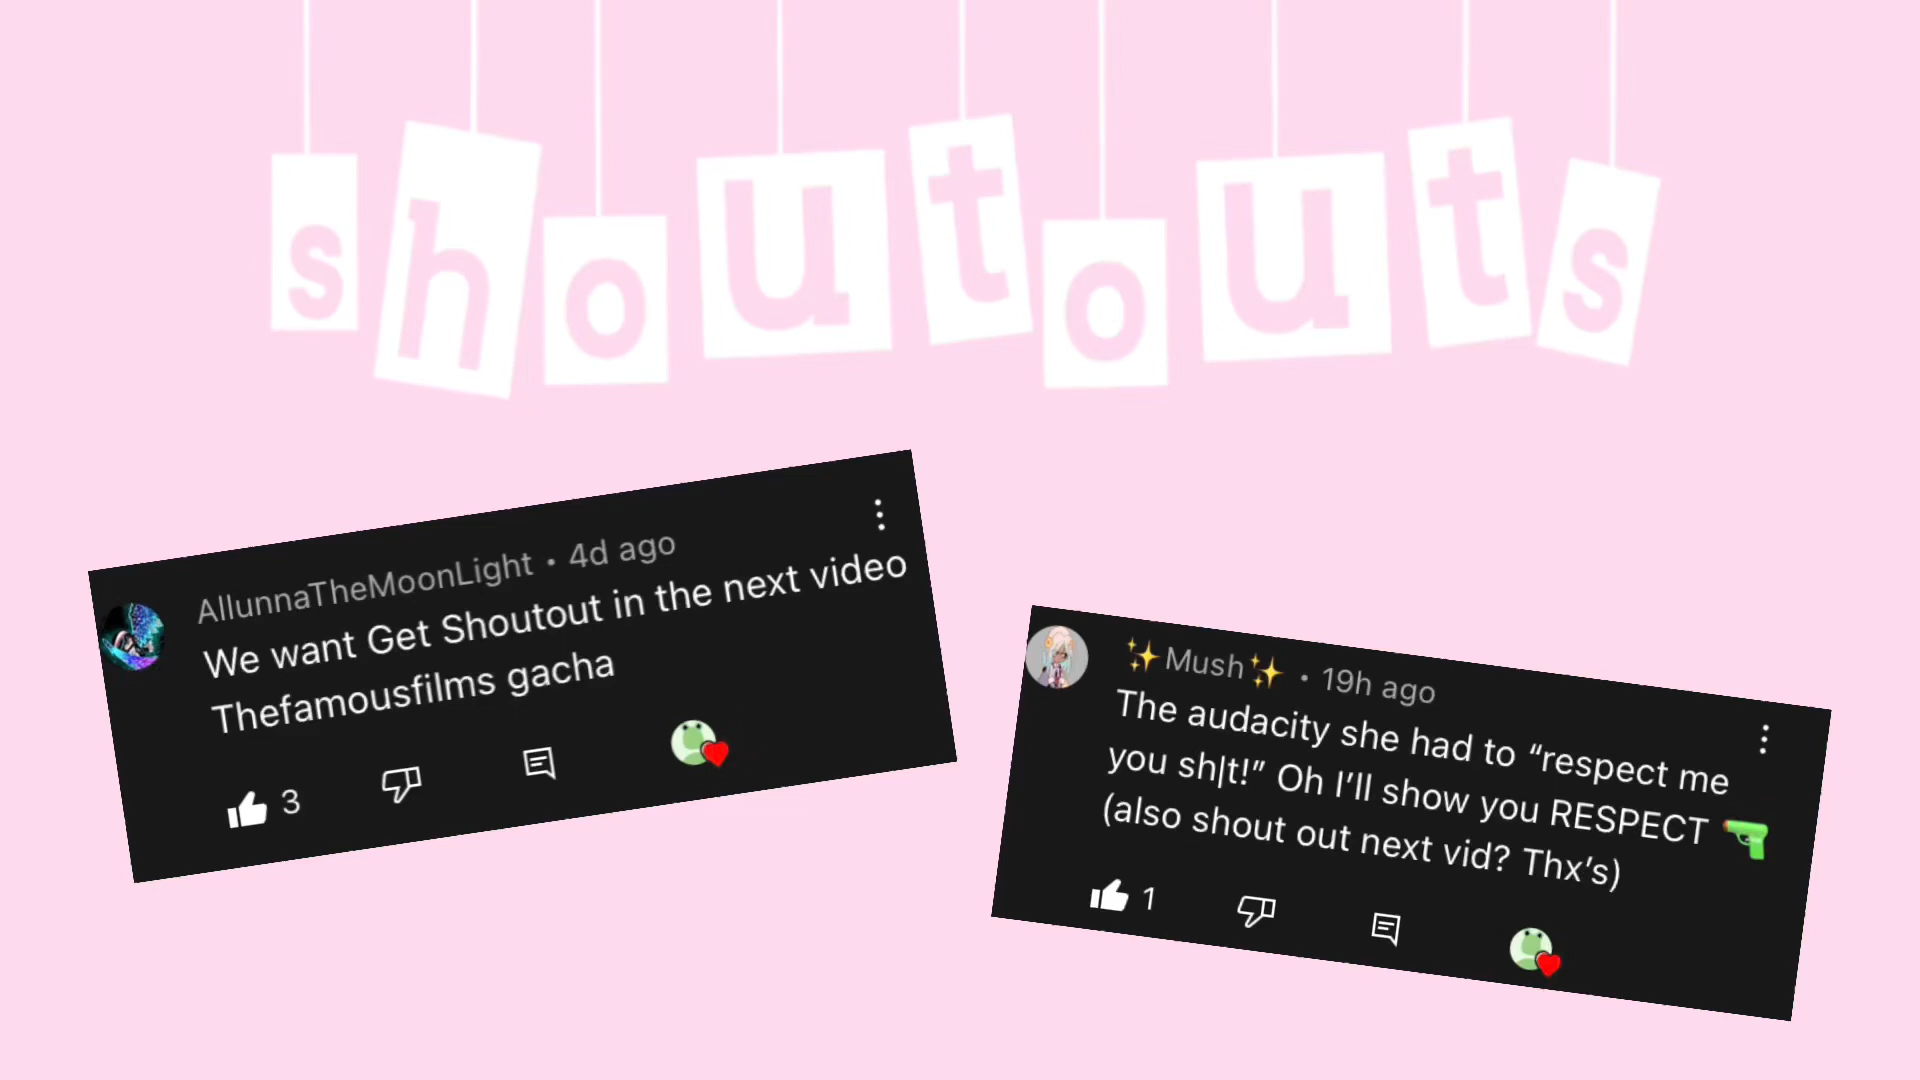 shoutouts
AllunnaTheMoonLight • 4d ago
We want Get Shoutout in the next video
Thefamousfilms gacha
3
✨Mush✨ • 19h ago
The audacity she had to “respect me
you sh|t!” Oh I’ll show you RESPECT 🔫
(also shout out next vid? Thx’s)
1